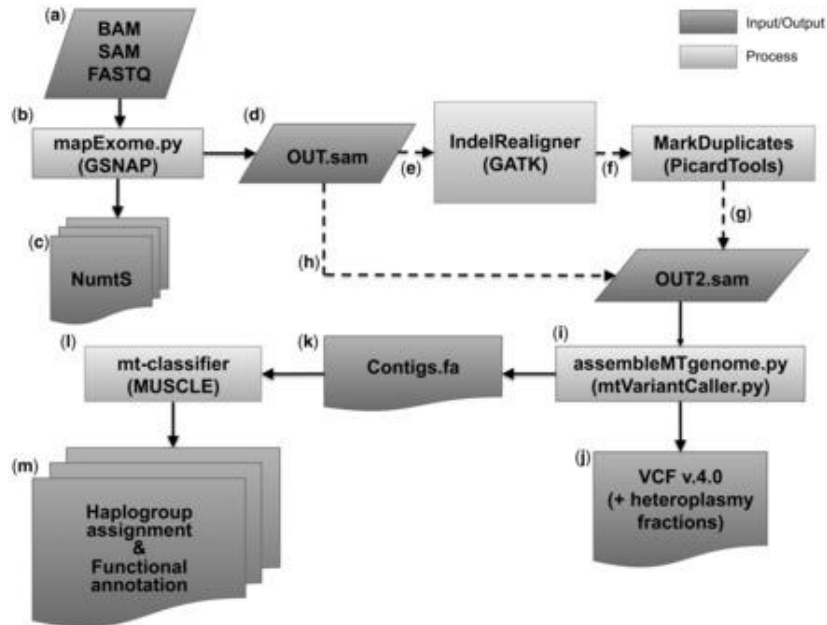 (a)
BAM
SAM
FASTQ
Input/Output
Process
(b)
mapExome.py
(GSNAP)
(d)
OUT.sam
(e)
IndelRealigner
(GATK)
(f)
MarkDuplicates
(PicardTools)
(g)
(c)
NumtS
(h)
OUT2.sam
(i)
assembleMTgenome.py
(mtVariantCaller.py)
(k)
Contigs.fa
(l)
mt-classifier
(MUSCLE)
(j)
VCF v.4.0
(+ heteroplasmy
fractions)
(m)
Haplogroup
assignment
&
Functional
annotation